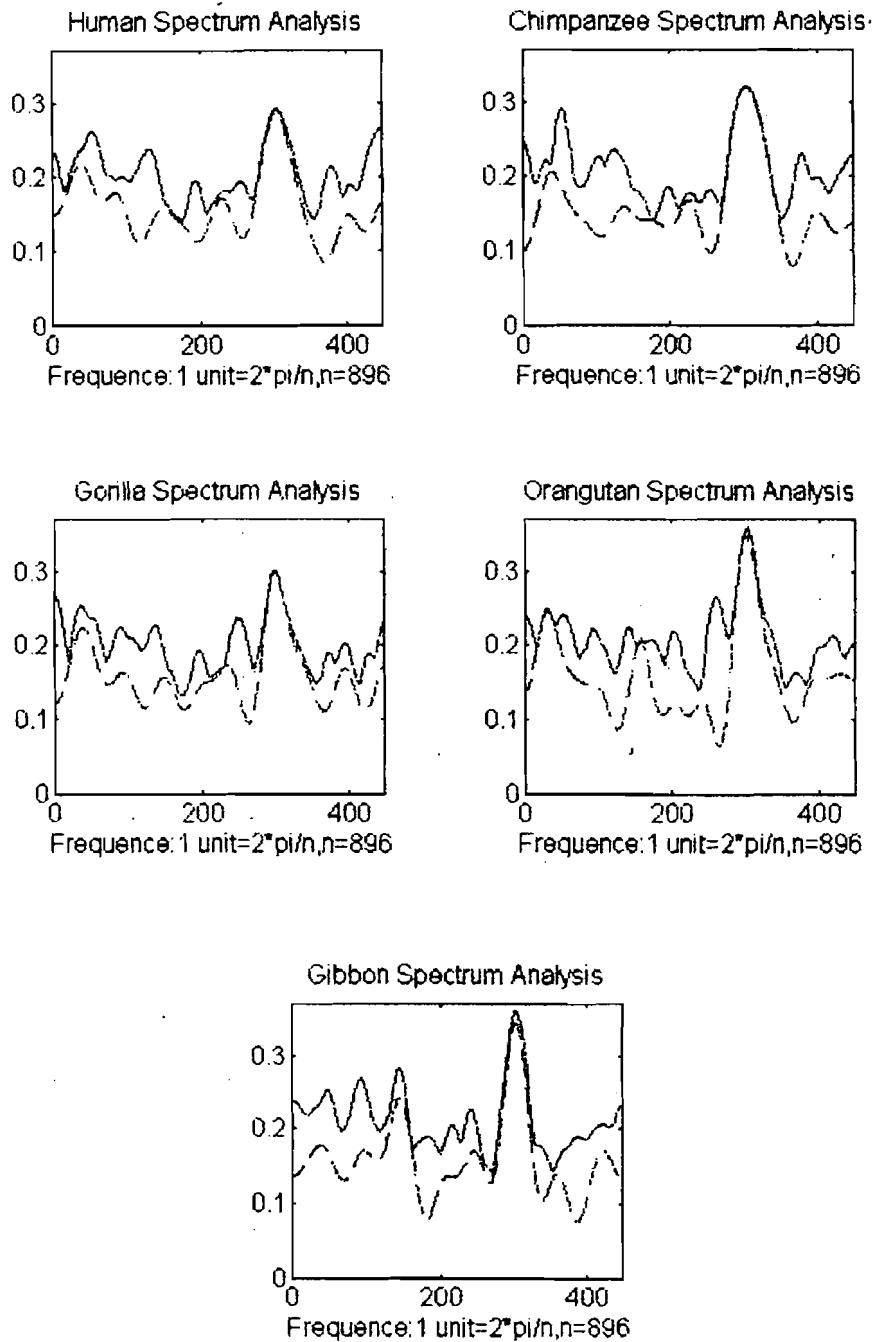 Human Spectrum Analysis
0.3
0.2
0.1
0
0 200 400
Frequence:1 unit=2*pi/n,n=896
Chimpanzee Spectrum Analysis
0.3
0.2
0.1
0
0 200 400
Frequence:1 unit=2*pi/n,n=896
Gorilla Spectrum Analysis
0.3
0.2
0.1
0
0 200 400
Frequence:1 unit=2*pi/n,n=896
Orangutan Spectrum Analysis
0.3
0.2
0.1
0
0 200 400
Frequence:1 unit=2*pi/n,n=896
Gibbon Spectrum Analysis
0.3
0.2
0.1
0
0 200 400
Frequence:1 unit=2*pi/n,n=896